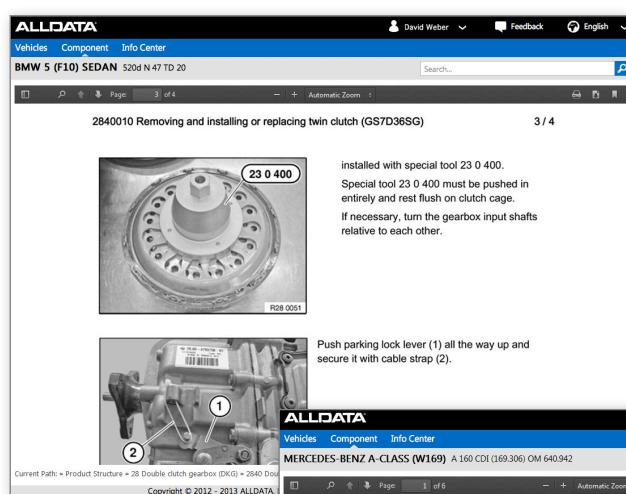 ALLDATA
David Weber
Feedback
English
Vehicles Component Info Center
BMW 5 (F10) SEDAN 520d N 47 TD 20
Search...
Page: 3 of 4
Automatic Zoom
2840010 Removing and installing or replacing twin clutch (GS7D36SG) 3 / 4
23 0 400
R28 0051
installed with special tool 23 0 400.
Special tool 23 0 400 must be pushed in
entirely and rest flush on clutch cage.
If necessary, turn the gearbox input shafts
relative to each other.
Push parking lock lever (1) all the way up and
secure it with cable strap (2).
1
2
Current Path: » Product Structure » 28 Double clutch gearbox (DKG) » 2840 Dou
Copyright © 2012 - 2013 ALLDATA,
ALLDATA
Vehicles Component Info Center
MERCEDES-BENZ A-CLASS (W169) A 160 CDI (169.306) OM 640.942
Page: 1 of 6
Automatic Zoom